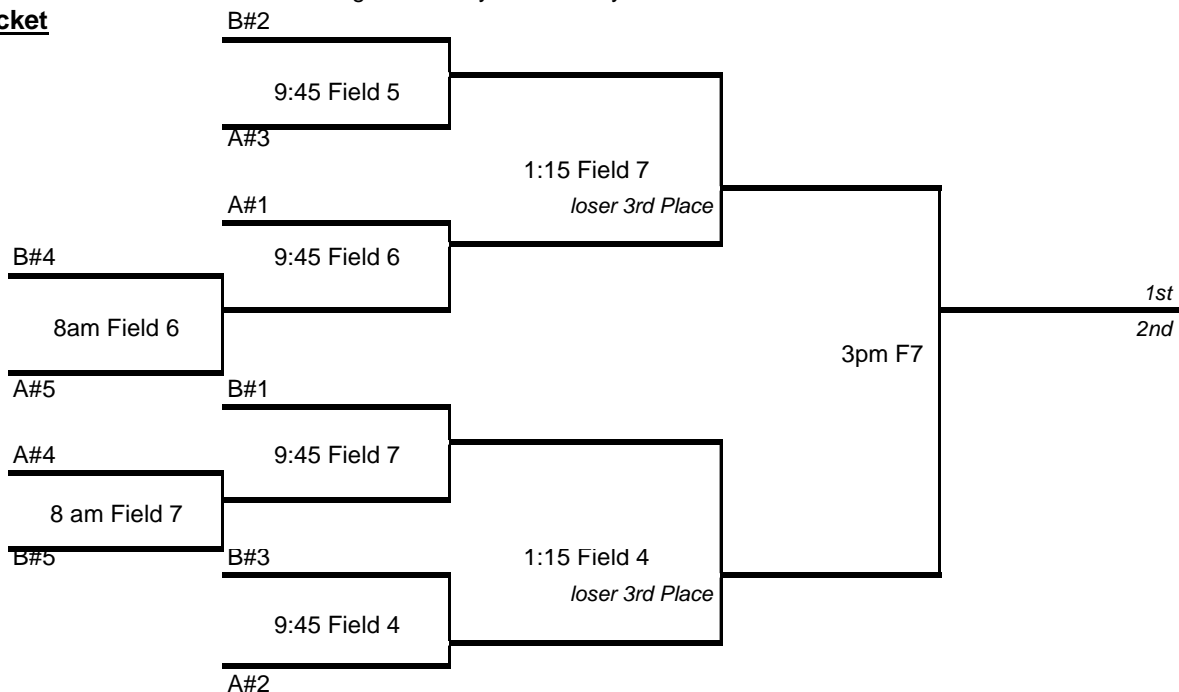 cket
B#2
9:45 Field 5
A#3
1:15 Field 7
loser 3rd Place
A#1
9:45 Field 6
B#4
8am Field 6
A#5
1st
2nd
3pm F7
B#1
9:45 Field 7
A#4
8 am Field 7
B#5
B#3
1:15 Field 4
loser 3rd Place
9:45 Field 4
A#2